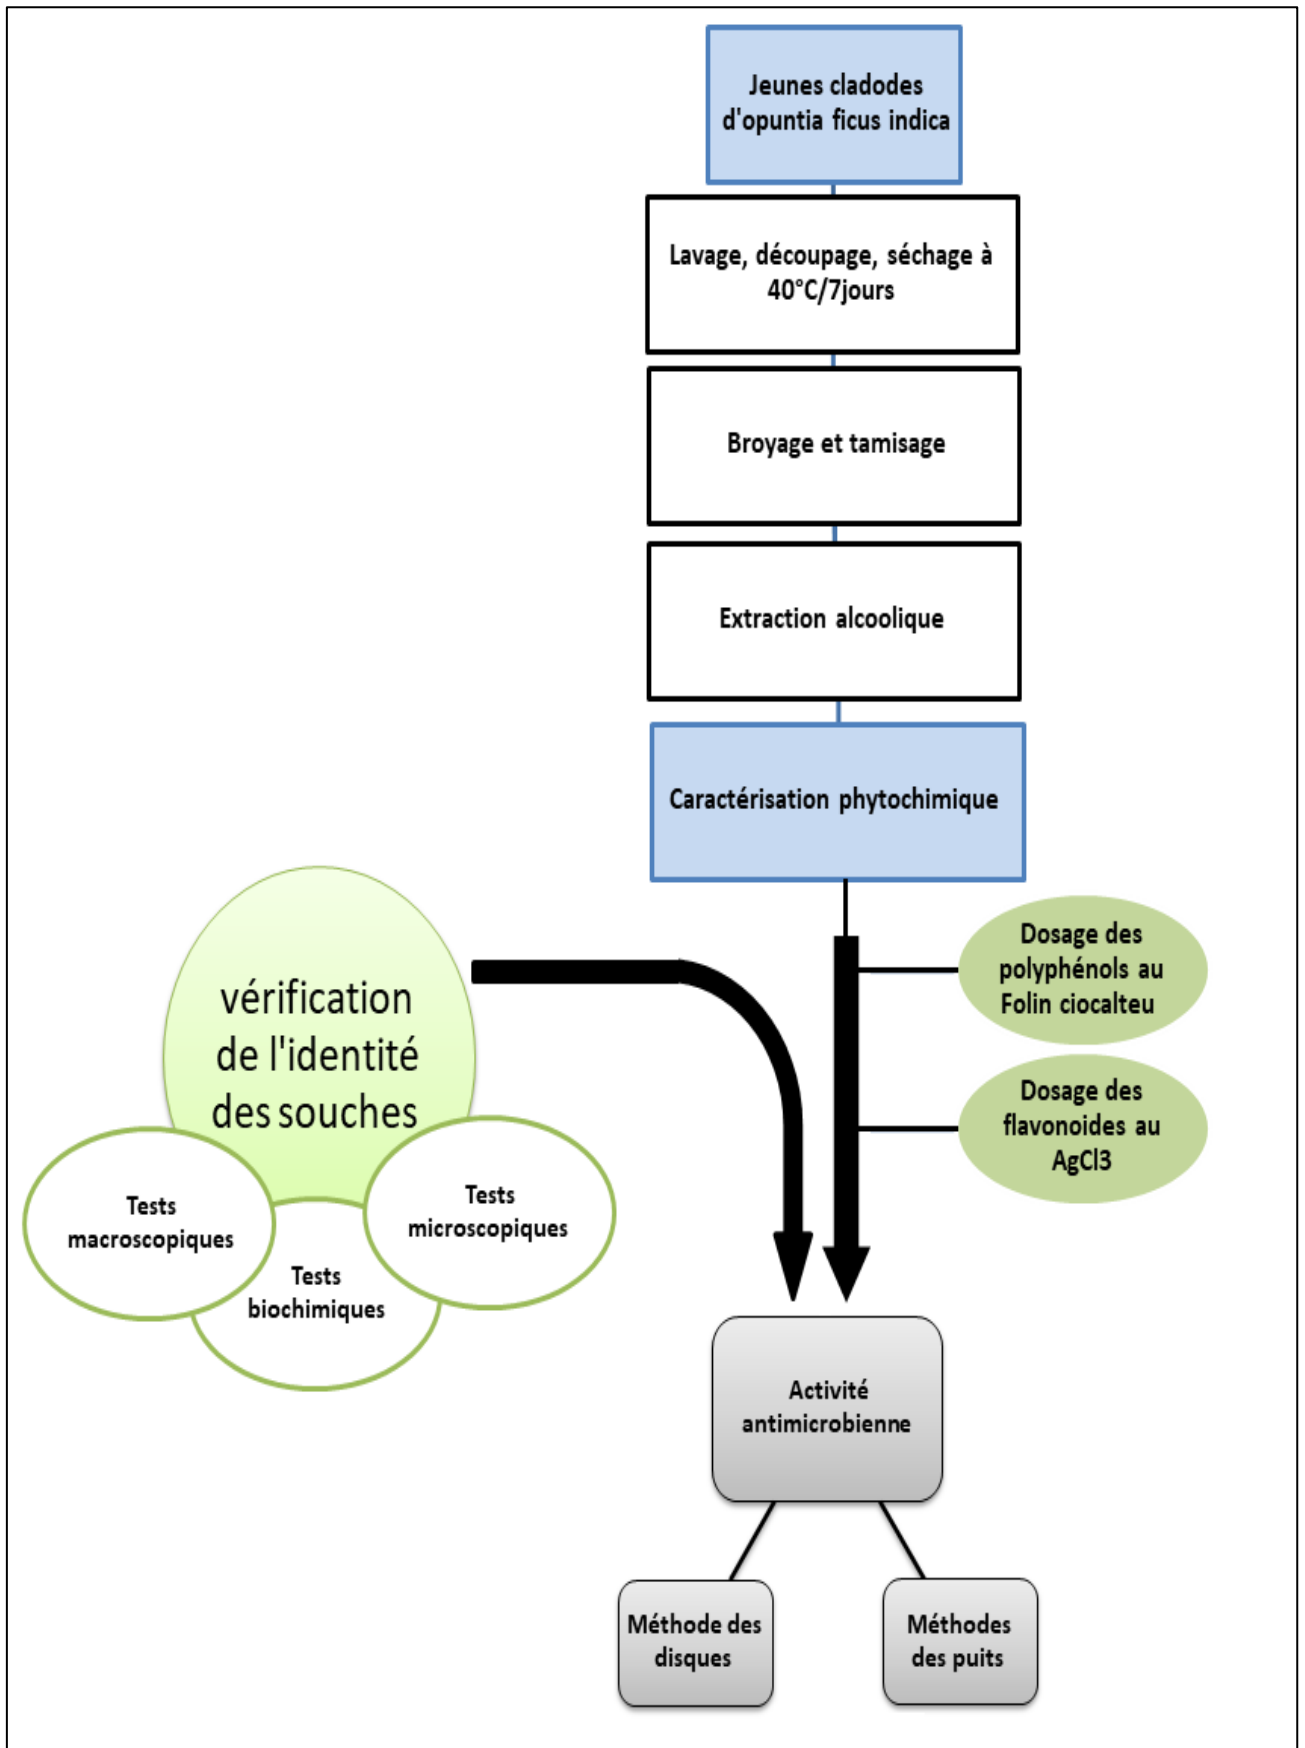 Jeunes cladodes
d'opuntia ficus indica
Lavage, découpage, séchage à
40°C/7jours
Broyage et tamisage
Extraction alcoolique
Caractérisation phytochimique
Dosage des
polyphénols au
Folin ciocalteu
Dosage des
flavonoides au
AgCl3
vérification
de l'identité
des souches
Tests
macroscopiques
Tests
biochimiques
Tests
microscopiques
Activité
antimicrobienne
Méthode des
disques
Méthodes
des puits